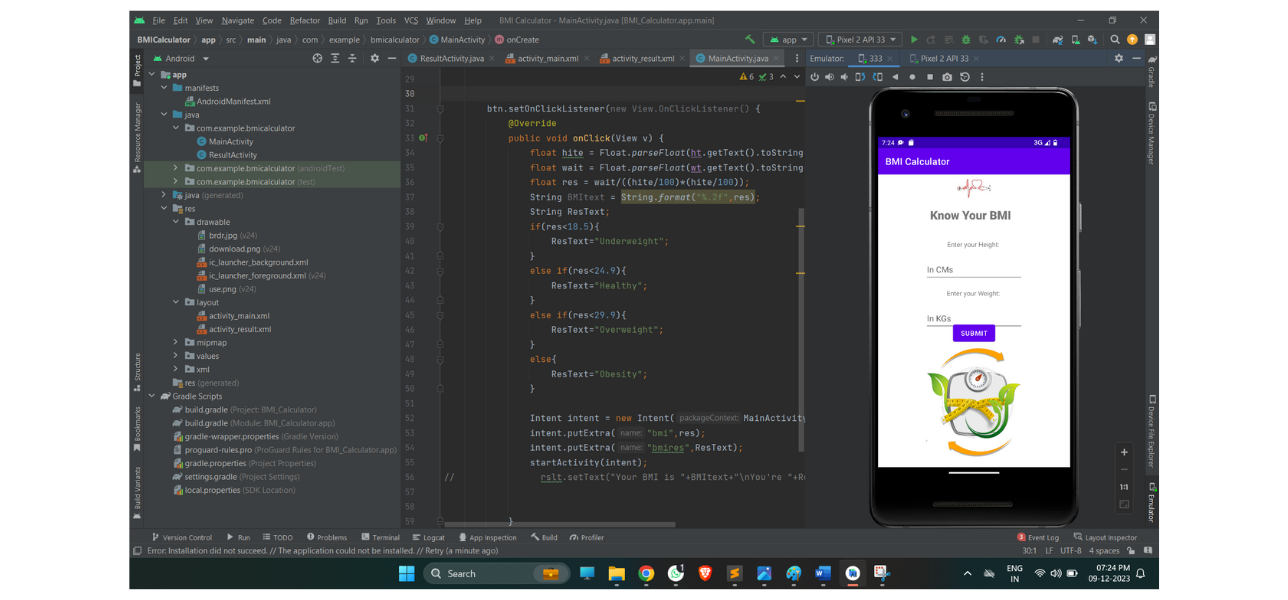 File Edit View Navigate Code Refactor Build Run Tools VCS Window Help BMI Calculator - MainActivity.java [BMI_Calculator.app.main]
BMICalculator app src main java com example bmicalculator MainActivity onCreate app Pixel 2 API 33
Android
ResultActivity.java activity_main.xml activity_result.xml MainActivity.java Emulator: 333 Pixel 2 API 33
Project
Resource Manager
Structure
Bookmarks
Build Variants
app
manifests
AndroidManifest.xml
java
com.example.bmicalculator
MainActivity
ResultActivity
com.example.bmicalculator (androidTest)
com.example.bmicalculator (test)
java (generated)
res
drawable
brdr.jpg (v24)
download.png (v24)
ic_launcher_background.xml
ic_launcher_foreground.xml (v24)
use.png (v24)
layout
activity_main.xml
activity_result.xml
mipmap
values
xml
res (generated)
Gradle Scripts
build.gradle (Project: BMI_Calculator)
build.gradle (Module: BMI_Calculator.app)
gradle-wrapper.properties (Gradle Version)
proguard-rules.pro (ProGuard Rules for BMI_Calculator.app)
gradle.properties (Project Properties)
settings.gradle (Project Settings)
local.properties (SDK Location)
6 3
29
30
31 btn.setOnClickListener(new View.OnClickListener() {
32 @Override
33 public void onClick(View v) {
34 float hite = Float.parseFloat(ht.getText().toString
35 float wait = Float.parseFloat(wt.getText().toString
36 float res = wait/((hite/100)*(hite/100));
37 String BMItext = String.format("%.2f",res);
38 String ResText;
39 if(res<18.5){
40 ResText="Underweight";
41 }
42 else if(res<24.9){
43 ResText="Healthy";
44 }
45 else if(res<29.9){
46 ResText="Overweight";
47 }
48 else{
49 ResText="Obesity";
50 }
51
52 Intent intent = new Intent( packageContext: MainActivity
53 intent.putExtra( name: "bmi",res);
54 intent.putExtra( name: "bmires",ResText);
55 startActivity(intent);
56 // rslt.setText("Your BMI is "+BMItext+"\nYou're "+Re
57
58
59 }
7:24 3G
BMI Calculator
Know Your BMI
Enter your Height:
In CMs
Enter your Weight:
In KGs
SUBMIT
1:1
Gradle
Device Manager
Device File Explorer
Emulator
Version Control Run TODO Problems Terminal Logcat App Inspection Build Profiler 3 Event Log Layout Inspector
Error: Installation did not succeed. // The application could not be installed. // Retry (a minute ago) 30:1 LF UTF-8 4 spaces
Search ENG IN 07:24 PM 09-12-2023